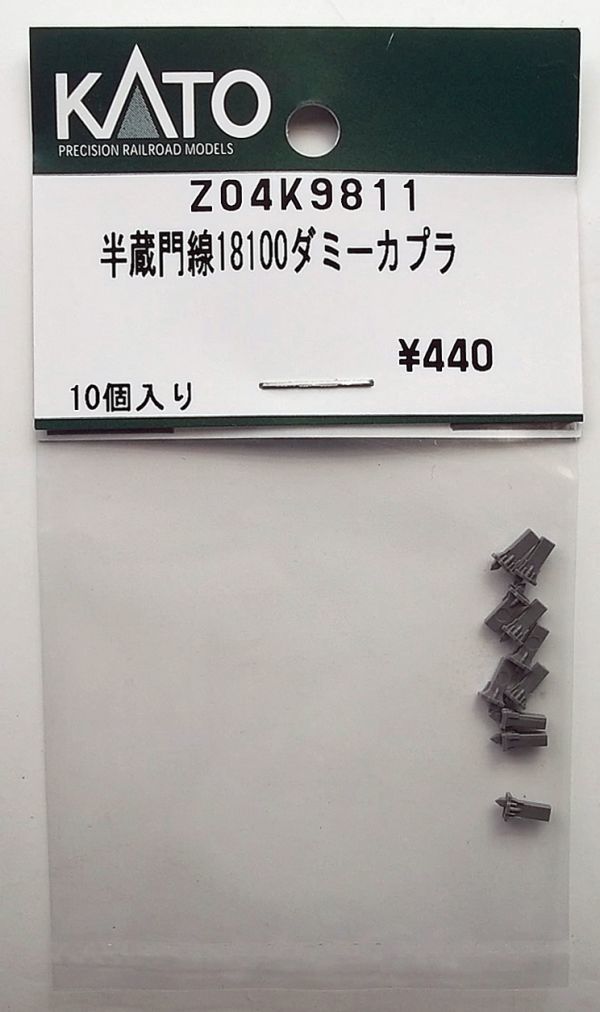 KATO
PRECISION RAILROAD MODELS
Z04K9811
半蔵門線18100ダミーカプラ
¥440
10個入り